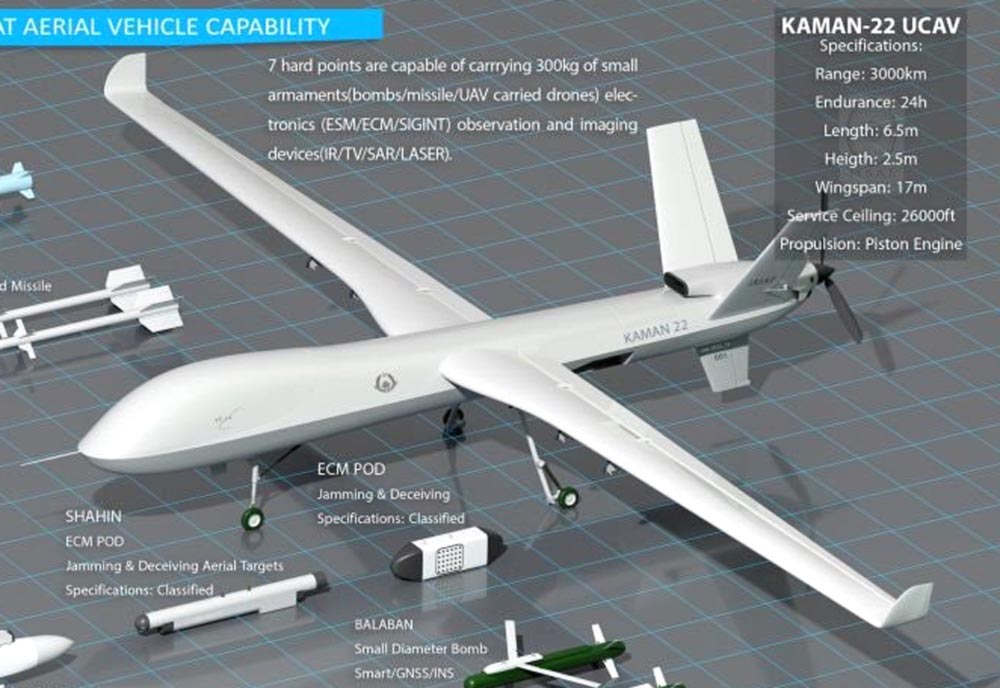 AT AERIAL VEHICLE CAPABILITY
KAMAN-22 UCAV
Specifications:
Range: 3000km
Endurance: 24h
Length: 6.5m
Heigth: 2.5m
Wingspan: 17m
Service Ceiling: 26000ft
Propulsion: Piston Engine
7 hard points are capable of carrrying 300kg of small
armaments(bombs/missile/UAV carried drones) elec-
tronics (ESM/ECM/SIGINT) observation and imaging
devices(IR/TV/SAR/LASER).
d Missile
KAMAN 22
001
ECM POD
Jamming & Deceiving
Specifications: Classified
SHAHIN
ECM POD
Jamming & Deceiving Aerial Targets
Specifications: Classified
BALABAN
Small Diameter Bomb
Smart/GNSS/INS